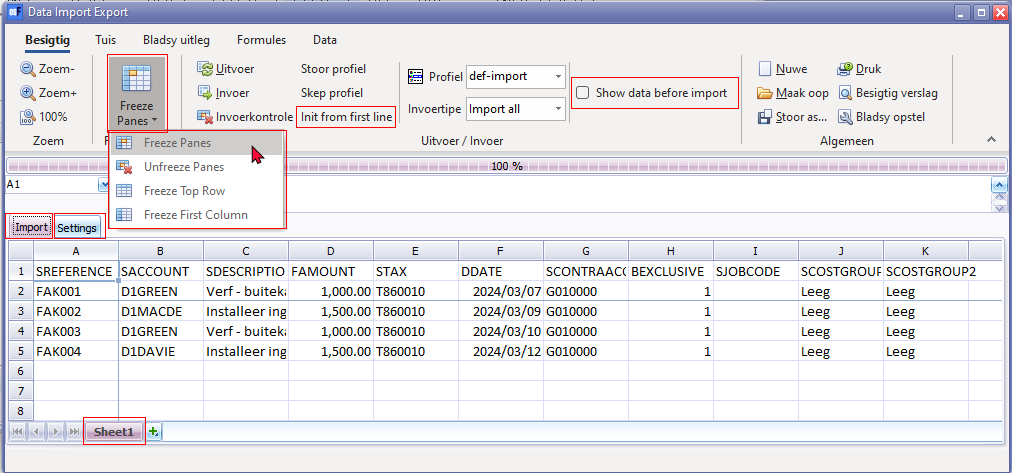 Data Import Export
Besigtig Tuis Bladsy uitleg Formules Data
Zoem-
Zoem+
100%
Zoem
Freeze
Panes
Freeze Panes
Unfreeze Panes
Freeze Top Row
Freeze First Column
Uitvoer
Invoer
Invoerkontrole
Stoor profiel
Skep profiel
Init from first line
Profiel def-import
Invoertipe Import all
Show data before import
Uitvoer / Invoer
Nuwe
Maak oop
Stoor as...
Druk
Besigtig verslag
Bladsy opstel
Algemeen
100 %
A1
Import Settings
A B C D E F G H I J K
1 SREFERENCE SACCOUNT SDESCRIPTIO FAMOUNT STAX DDATE SCONTRAACC BEXCLUSIVE SJOBCODE SCOSTGROUP SCOSTGROUP2
2 FAK001 D1GREEN Verf - buiteka 1,000.00 T860010 2024/03/07 G010000 1 Leeg Leeg
3 FAK002 D1MACDE Installeer ing 1,500.00 T860010 2024/03/09 G010000 1 Leeg Leeg
4 FAK003 D1GREEN Verf - buiteka 1,000.00 T860010 2024/03/10 G010000 1 Leeg Leeg
5 FAK004 D1DAVIE Installeer ing 1,500.00 T860010 2024/03/12 G010000 1 Leeg Leeg
6
7
8
Sheet1